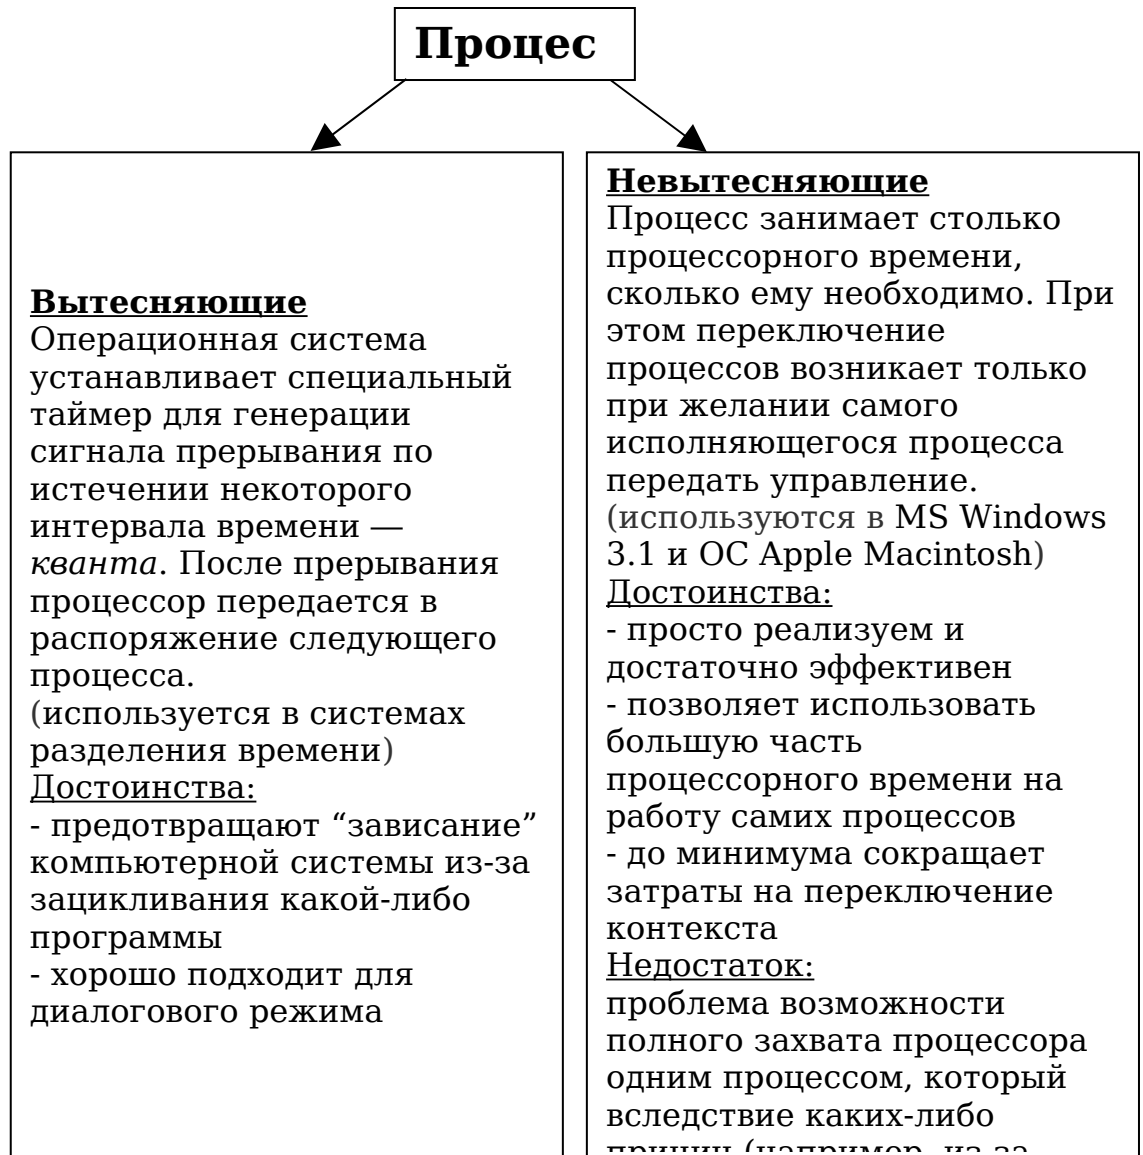 Процес
Вытесняющие
Операционная система
устанавливает специальный
таймер для генерации
сигнала прерывания по
истечении некоторого
интервала времени —
кванта. После прерывания
процессор передается в
распоряжение следующего
процесса.
(используется в системах
разделения времени)
Достоинства:
- предотвращают “зависание”
компьютерной системы из-за
зацикливания какой-либо
программы
- хорошо подходит для
диалогового режима
Невытесняющие
Процесс занимает столько
процессорного времени,
сколько ему необходимо. При
этом переключение
процессов возникает только
при желании самого
исполняющегося процесса
передать управление.
(используются в MS Windows
3.1 и ОС Apple Macintosh)
Достоинства:
- просто реализуем и
достаточно эффективен
- позволяет использовать
большую часть
процессорного времени на
работу самих процессов
- до минимума сокращает
затраты на переключение
контекста
Недостаток:
проблема возможности
полного захвата процессора
одним процессом, который
вследствие каких-либо
причин (например, из-за